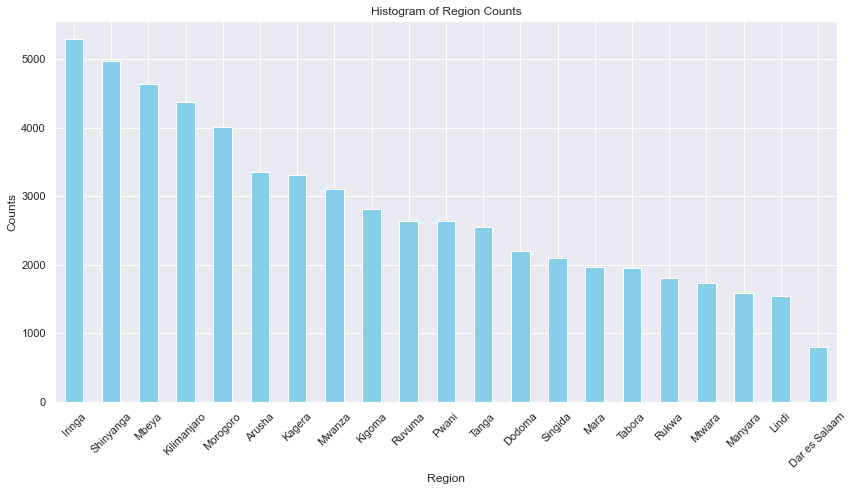 Histogram of Region Counts
5000
4000
3000
2000
1000
0
Counts
Iringa
Shinyanga
Mbeya
Kilimanjaro
Morogoro
Arusha
Kagera
Mwanza
Kigoma
Ruvuma
Pwani
Tanga
Dodoma
Singida
Mara
Tabora
Rukwa
Mtwara
Manyara
Lindi
Dar es Salaam
Region